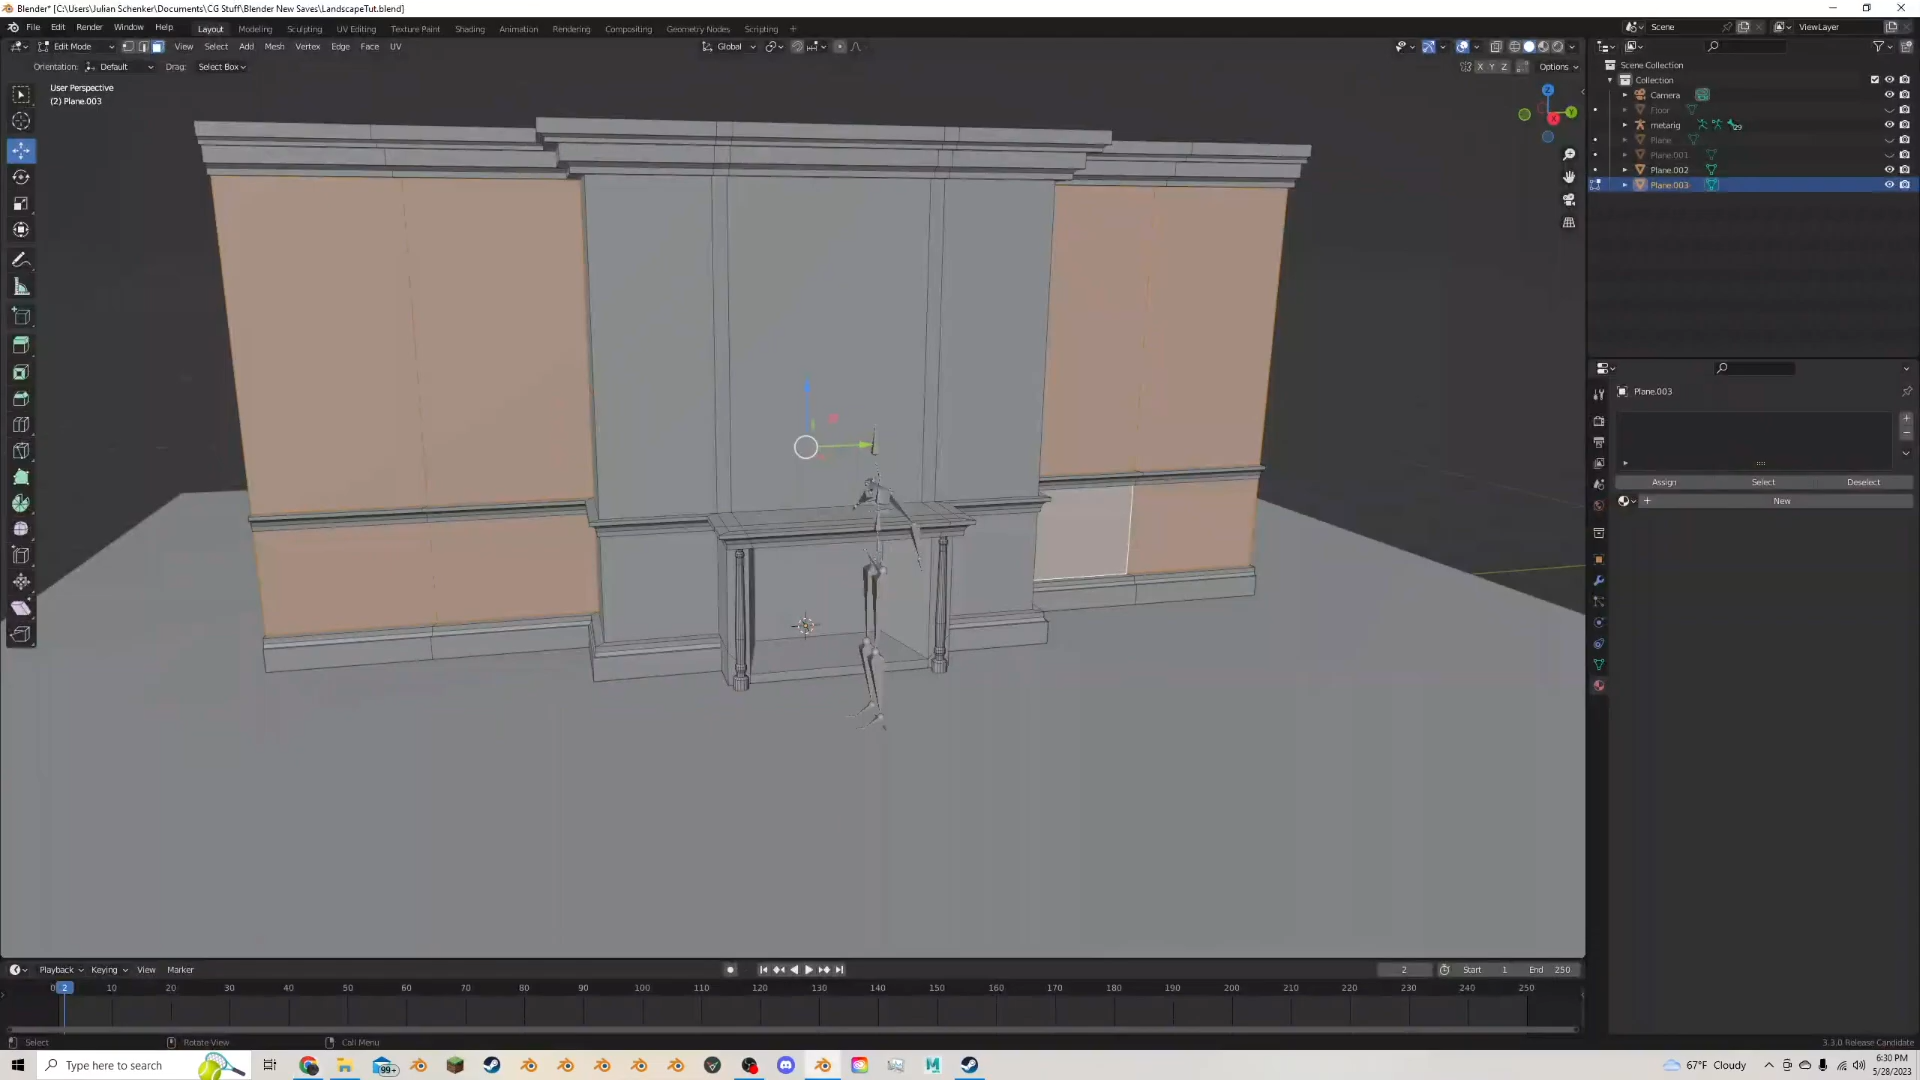 Blender* [C:\Users\Julian Schenker\Documents\CG Stuff\Blender New Saves\LandscapeTut.blend]
File Edit Render Window Help Layout Modeling Sculpting UV Editing Texture Paint Shading Animation Rendering Compositing Geometry Nodes Scripting + Scene ViewLayer
Edit Mode View Select Add Mesh Vertex Edge Face UV Global
Orientation: Default Drag: Select Box X Y Z Options
User Perspective
(2) Plane.003
Z
Y
X
Scene Collection
Collection
Camera
Floor
metarig 29
Plane
Plane.001
Plane.002
Plane.003
Plane.003
Assign Select Deselect
New
Playback Keying View Marker 2 Start 1 End 250
0 2 10 20 30 40 50 60 70 80 90 100 110 120 130 140 150 160 170 180 190 200 210 220 230 240 250
Select Rotate View Call Menu 3.3.0 Release Candidate
Type here to search 99+ 67°F Cloudy 6:30 PM
5/28/2023